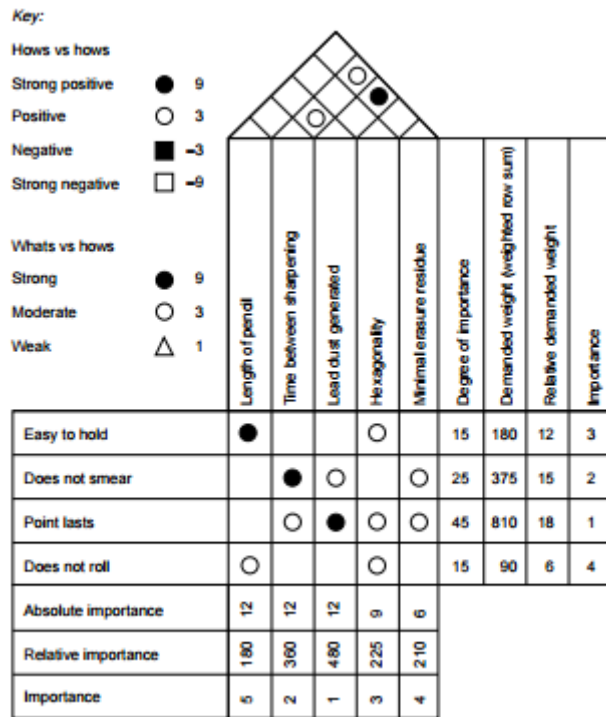 Key:
Hows vs hows
Strong positive ● 9
Positive ○ 3
Negative ■ –3
Strong negative □ –9
Whats vs hows
Strong ● 9
Moderate ○ 3
Weak △ 1
Length of pencil
Time between sharpening
Lead dust generated
Hexagonality
Minimal erasure residue
Degree of importance
Demanded weight (weighted row sum)
Relative demanded weight
Importance
Easy to hold 15 180 12 3
Does not smear 25 375 15 2
Point lasts 45 810 18 1
Does not roll 15 90 6 4
Absolute importance 12 12 12 9 6
Relative importance 180 360 480 225 210
Importance 5 2 1 3 4